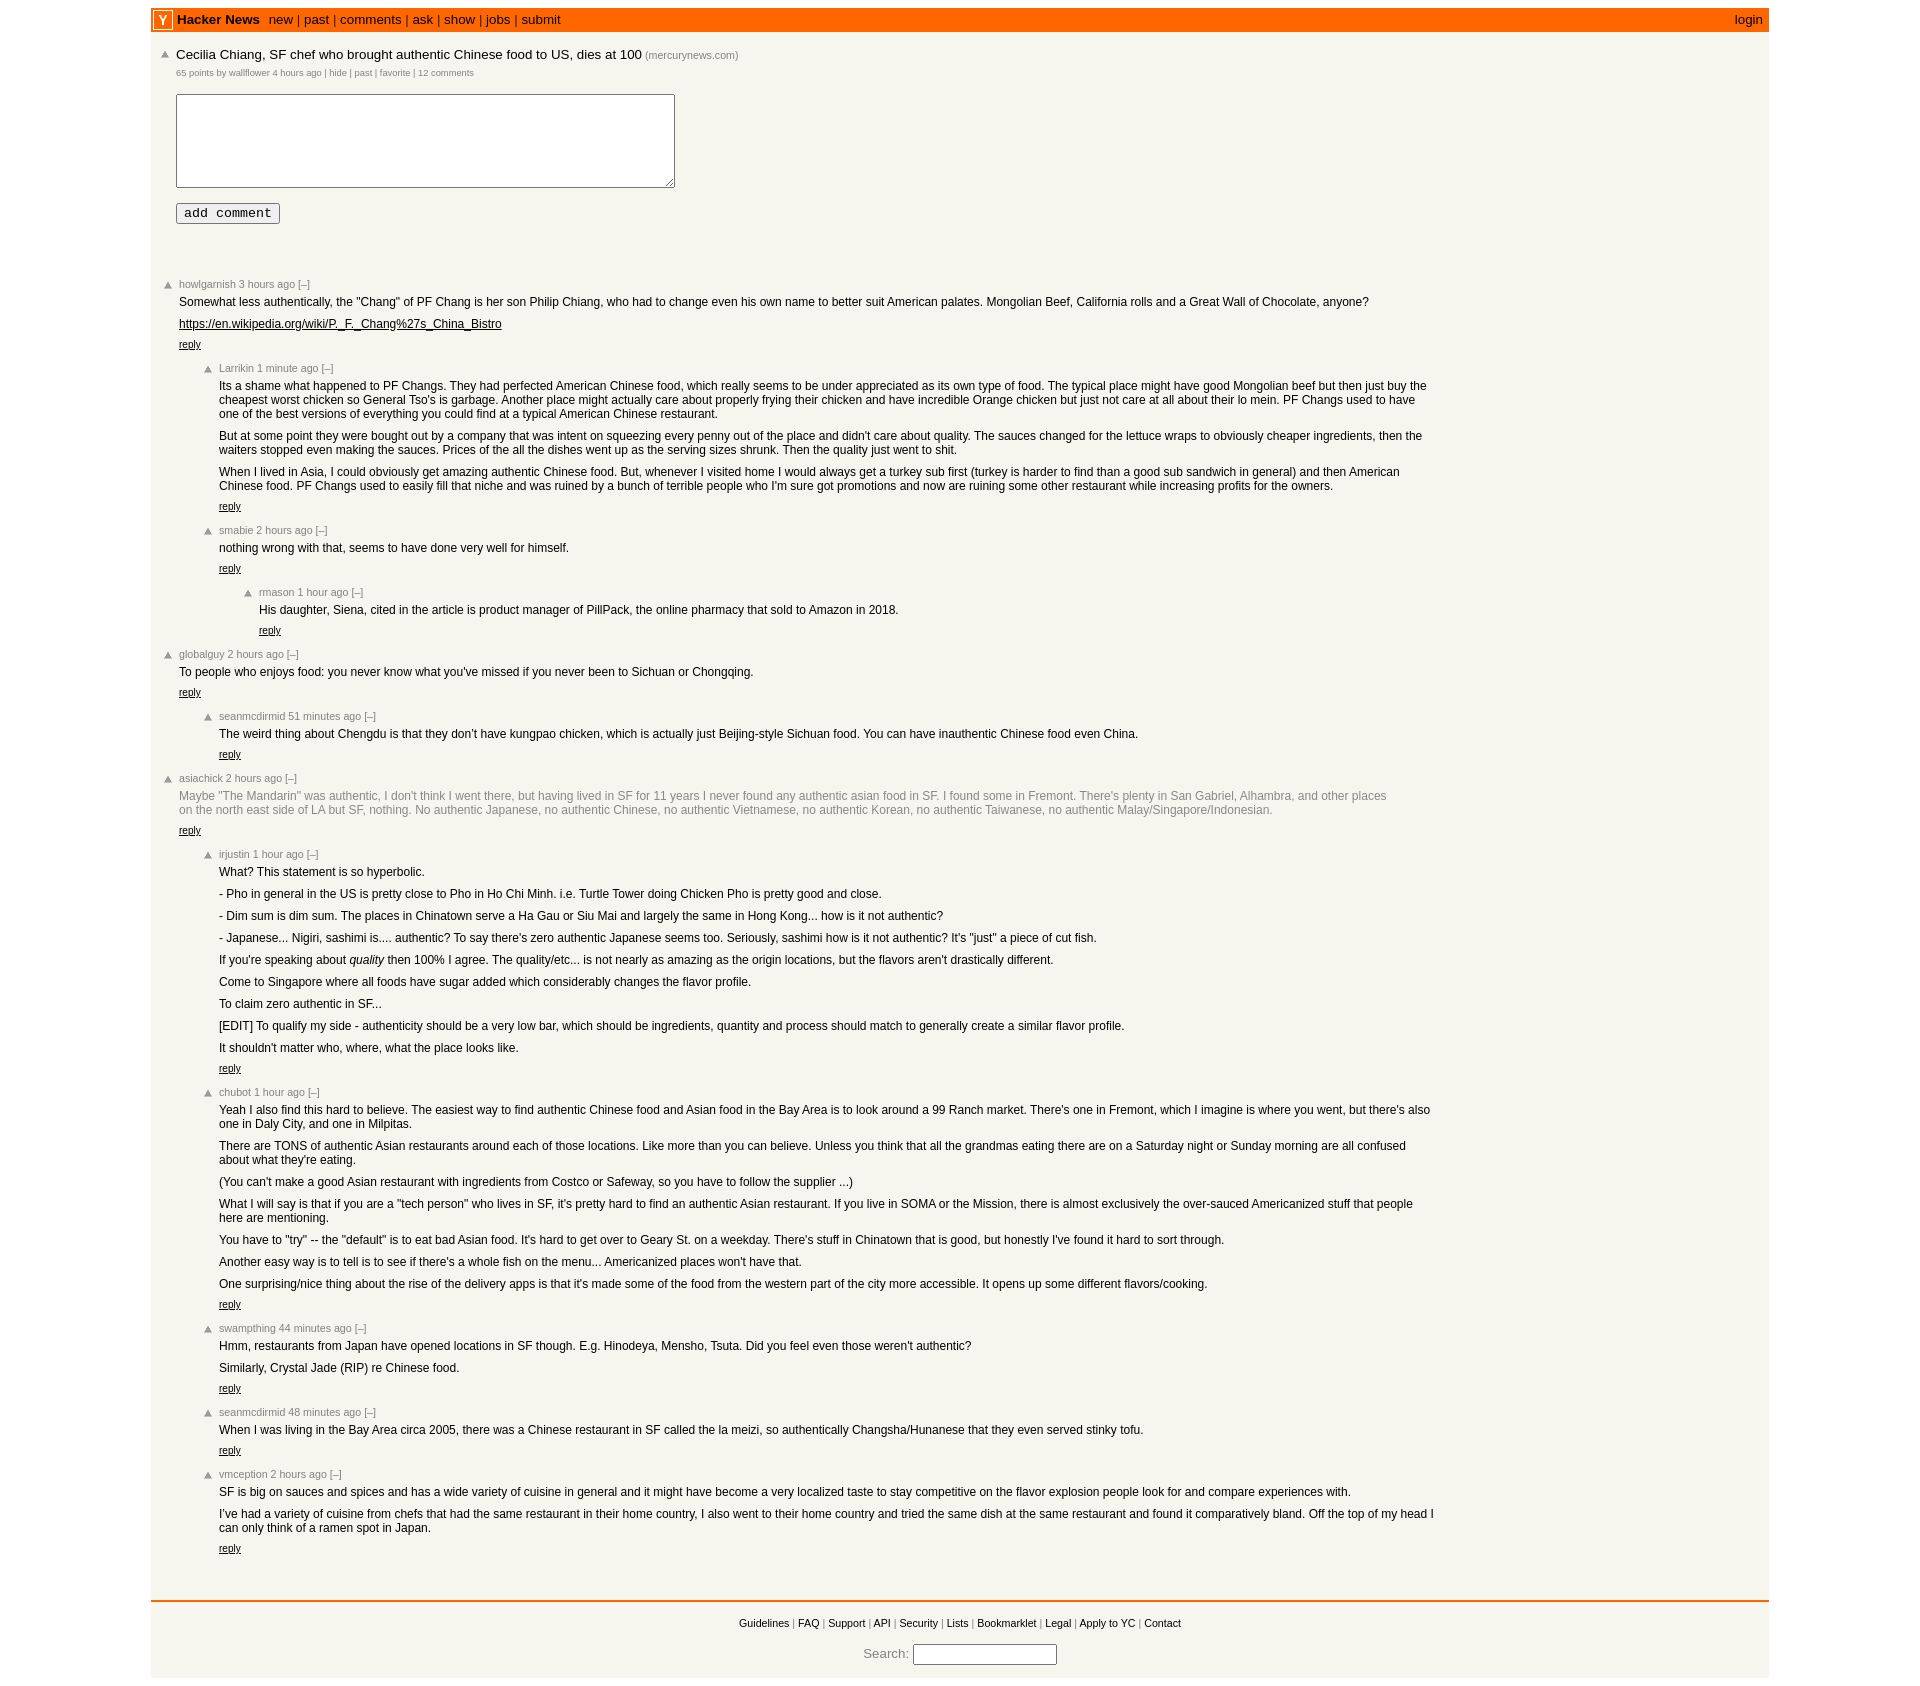 Y Hacker News new | past | comments | ask | show | jobs | submit login
Cecilia Chiang, SF chef who brought authentic Chinese food to US, dies at 100 (mercurynews.com)
65 points by wallflower 4 hours ago | hide | past | favorite | 12 comments
add comment
howlgarnish 3 hours ago [–]
Somewhat less authentically, the "Chang" of PF Chang is her son Philip Chiang, who had to change even his own name to better suit American palates. Mongolian Beef, California rolls and a Great Wall of Chocolate, anyone?
https://en.wikipedia.org/wiki/P._F._Chang%27s_China_Bistro
reply
Larrikin 1 minute ago [–]
Its a shame what happened to PF Changs. They had perfected American Chinese food, which really seems to be under appreciated as its own type of food. The typical place might have good Mongolian beef but then just buy the
cheapest worst chicken so General Tso's is garbage. Another place might actually care about properly frying their chicken and have incredible Orange chicken but just not care at all about their lo mein. PF Changs used to have
one of the best versions of everything you could find at a typical American Chinese restaurant.
But at some point they were bought out by a company that was intent on squeezing every penny out of the place and didn't care about quality. The sauces changed for the lettuce wraps to obviously cheaper ingredients, then the
waiters stopped even making the sauces. Prices of the all the dishes went up as the serving sizes shrunk. Then the quality just went to shit.
When I lived in Asia, I could obviously get amazing authentic Chinese food. But, whenever I visited home I would always get a turkey sub first (turkey is harder to find than a good sub sandwich in general) and then American
Chinese food. PF Changs used to easily fill that niche and was ruined by a bunch of terrible people who I'm sure got promotions and now are ruining some other restaurant while increasing profits for the owners.
reply
smabie 2 hours ago [–]
nothing wrong with that, seems to have done very well for himself.
reply
rmason 1 hour ago [–]
His daughter, Siena, cited in the article is product manager of PillPack, the online pharmacy that sold to Amazon in 2018.
reply
globalguy 2 hours ago [–]
To people who enjoys food: you never know what you've missed if you never been to Sichuan or Chongqing.
reply
seanmcdirmid 51 minutes ago [–]
The weird thing about Chengdu is that they don’t have kungpao chicken, which is actually just Beijing-style Sichuan food. You can have inauthentic Chinese food even China.
reply
asiachick 2 hours ago [–]
Maybe "The Mandarin" was authentic, I don't think I went there, but having lived in SF for 11 years I never found any authentic asian food in SF. I found some in Fremont. There's plenty in San Gabriel, Alhambra, and other places
on the north east side of LA but SF, nothing. No authentic Japanese, no authentic Chinese, no authentic Vietnamese, no authentic Korean, no authentic Taiwanese, no authentic Malay/Singapore/Indonesian.
reply
irjustin 1 hour ago [–]
What? This statement is so hyperbolic.
- Pho in general in the US is pretty close to Pho in Ho Chi Minh. i.e. Turtle Tower doing Chicken Pho is pretty good and close.
- Dim sum is dim sum. The places in Chinatown serve a Ha Gau or Siu Mai and largely the same in Hong Kong... how is it not authentic?
- Japanese... Nigiri, sashimi is.... authentic? To say there's zero authentic Japanese seems too. Seriously, sashimi how is it not authentic? It's "just" a piece of cut fish.
If you're speaking about quality then 100% I agree. The quality/etc... is not nearly as amazing as the origin locations, but the flavors aren't drastically different.
Come to Singapore where all foods have sugar added which considerably changes the flavor profile.
To claim zero authentic in SF...
[EDIT] To qualify my side - authenticity should be a very low bar, which should be ingredients, quantity and process should match to generally create a similar flavor profile.
It shouldn't matter who, where, what the place looks like.
reply
chubot 1 hour ago [–]
Yeah I also find this hard to believe. The easiest way to find authentic Chinese food and Asian food in the Bay Area is to look around a 99 Ranch market. There's one in Fremont, which I imagine is where you went, but there's also
one in Daly City, and one in Milpitas.
There are TONS of authentic Asian restaurants around each of those locations. Like more than you can believe. Unless you think that all the grandmas eating there are on a Saturday night or Sunday morning are all confused
about what they're eating.
(You can't make a good Asian restaurant with ingredients from Costco or Safeway, so you have to follow the supplier ...)
What I will say is that if you are a "tech person" who lives in SF, it's pretty hard to find an authentic Asian restaurant. If you live in SOMA or the Mission, there is almost exclusively the over-sauced Americanized stuff that people
here are mentioning.
You have to "try" -- the "default" is to eat bad Asian food. It's hard to get over to Geary St. on a weekday. There's stuff in Chinatown that is good, but honestly I've found it hard to sort through.
Another easy way is to tell is to see if there's a whole fish on the menu... Americanized places won't have that.
One surprising/nice thing about the rise of the delivery apps is that it's made some of the food from the western part of the city more accessible. It opens up some different flavors/cooking.
reply
swampthing 44 minutes ago [–]
Hmm, restaurants from Japan have opened locations in SF though. E.g. Hinodeya, Mensho, Tsuta. Did you feel even those weren't authentic?
Similarly, Crystal Jade (RIP) re Chinese food.
reply
seanmcdirmid 48 minutes ago [–]
When I was living in the Bay Area circa 2005, there was a Chinese restaurant in SF called the la meizi, so authentically Changsha/Hunanese that they even served stinky tofu.
reply
vmception 2 hours ago [–]
SF is big on sauces and spices and has a wide variety of cuisine in general and it might have become a very localized taste to stay competitive on the flavor explosion people look for and compare experiences with.
I’ve had a variety of cuisine from chefs that had the same restaurant in their home country, I also went to their home country and tried the same dish at the same restaurant and found it comparatively bland. Off the top of my head I
can only think of a ramen spot in Japan.
reply
Guidelines | FAQ | Support | API | Security | Lists | Bookmarklet | Legal | Apply to YC | Contact
Search: